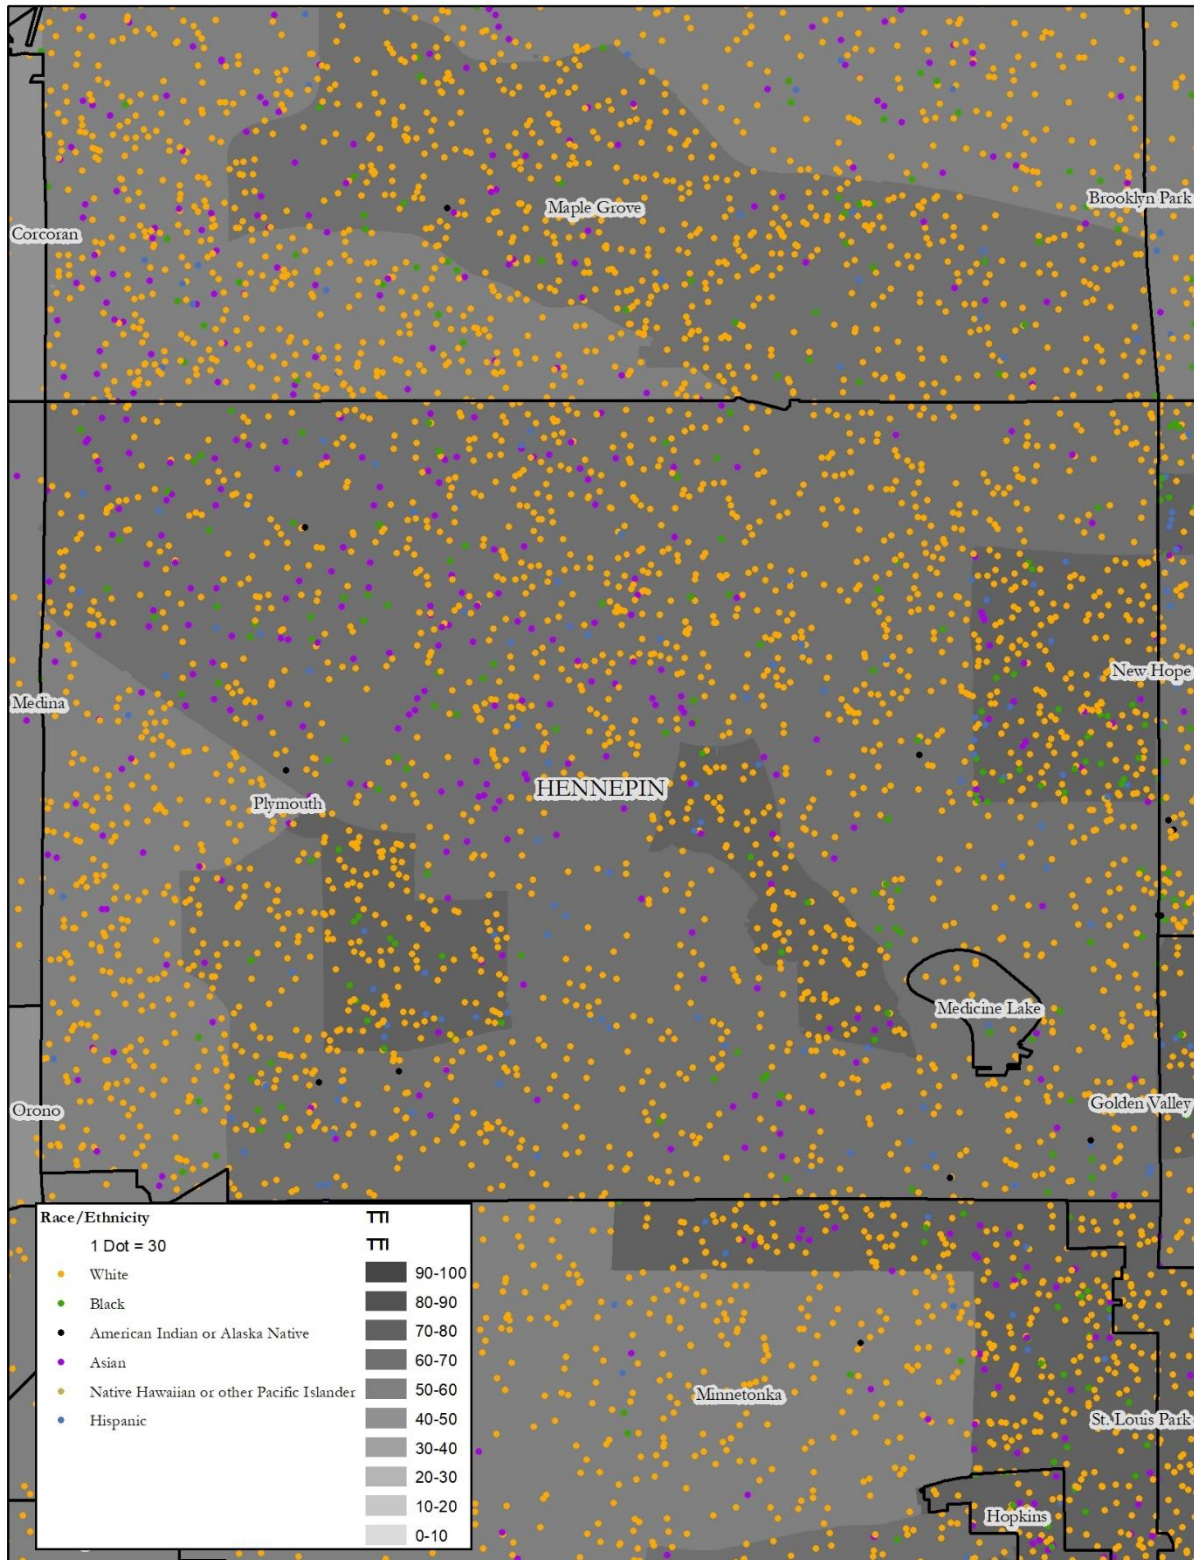 Maple Grove
Brooklyn Park
Corcoran
New Hope
Medina
HENNEPIN
Plymouth
Medicine Lake
Golden Valley
Orono
Race/Ethnicity
1 Dot = 30
White
Black
American Indian or Alaska Native
Asian
Native Hawaiian or other Pacific Islander
Hispanic
TTI
TTI
90-100
80-90
70-80
60-70
50-60
40-50
30-40
20-30
10-20
0-10
Minnetonka
St. Louis Park
Hopkins